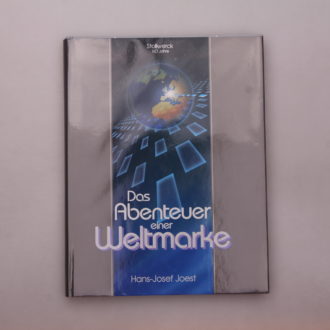 Stollwerck
Das
Abenteuer
einer
Weltmarke
Hans-Josef Joest